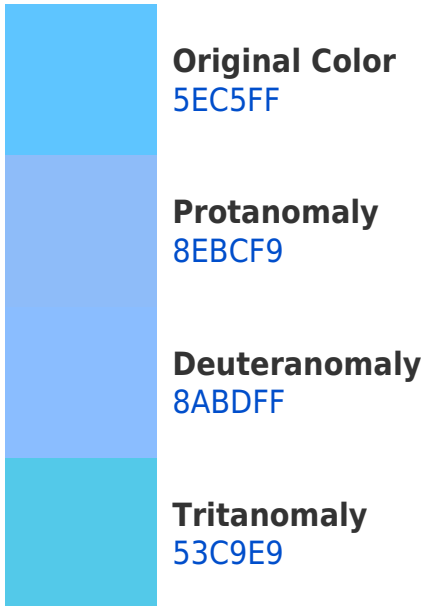 Original Color
5EC5FF
Protanomaly
8EBCF9
Deuteranomaly
8ABDFF
Tritanomaly
53C9E9